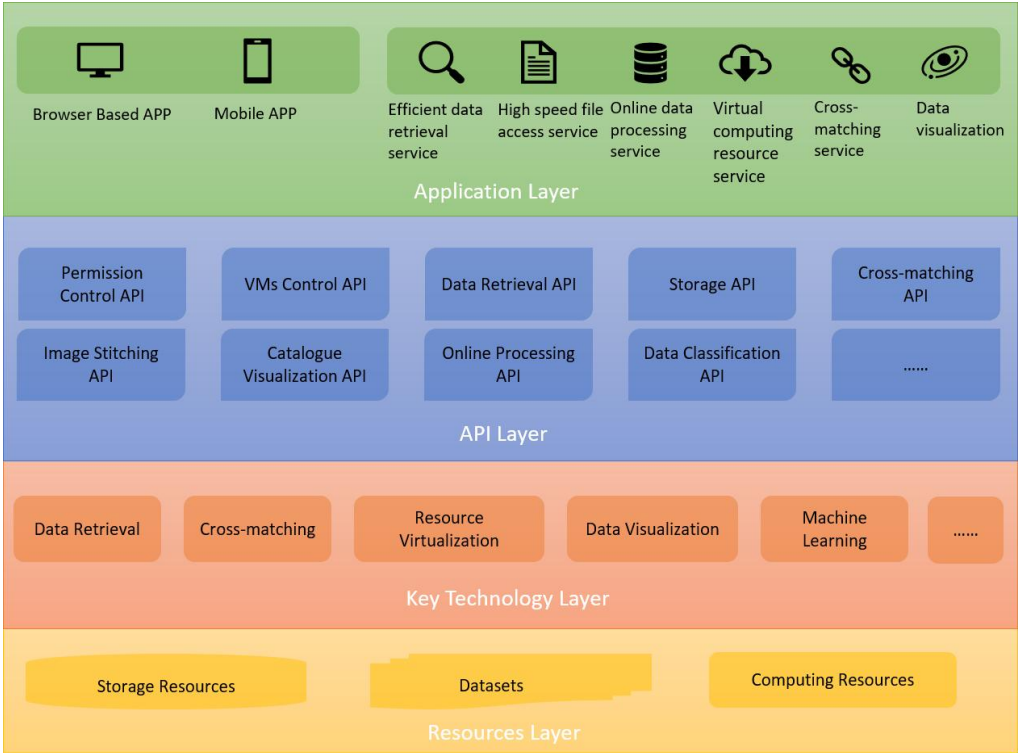 Browser Based APP
Mobile APP
Efficient data
retrieval
service
High speed file
access service
Online data
processing
service
Virtual
computing
resource
service
Cross-
matching
service
Data
visualization
Application Layer
Permission
Control API
VMs Control API
Data Retrieval API
Storage API
Cross-matching
API
Image Stitching
API
Catalogue
Visualization API
Online Processing
API
Data Classification
API
......
API Layer
Data Retrieval
Cross-matching
Resource
Virtualization
Data Visualization
Machine
Learning
......
Key Technology Layer
Storage Resources
Datasets
Computing Resources
Resources Layer